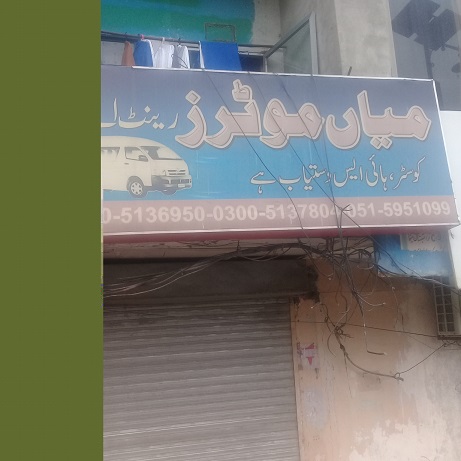 میاں موٹرز رینٹ
کوسٹر، ہائی ایس دستیاب ہے
0-5136950-0300-5137804 051-5951099